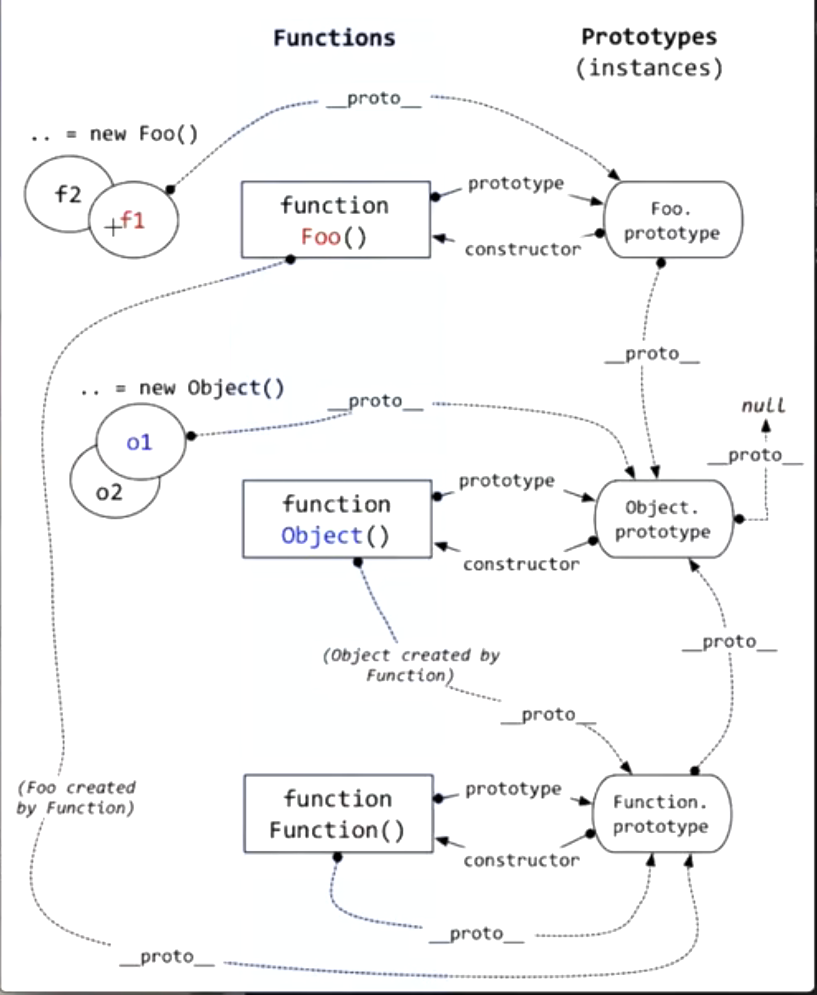 Functions
Prototypes
(instances)
__proto__
.. = new Foo()
f2
f1
function
Foo()
prototype
constructor
Foo.
prototype
__proto__
.. = new Object()
__proto__
null
__proto__
o1
o2
function
Object()
prototype
constructor
Object.
prototype
__proto__
(Object created by
Function)
__proto__
(Foo created
by Function)
function
Function()
prototype
constructor
Function.
prototype
__proto__
__proto__